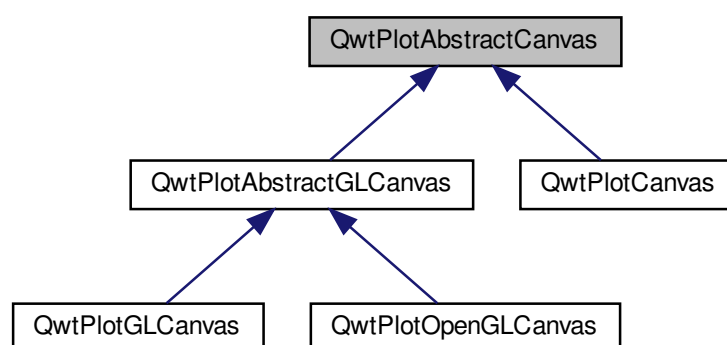 QwtPlotAbstractCanvas
QwtPlotAbstractGLCanvas
QwtPlotCanvas
QwtPlotGLCanvas
QwtPlotOpenGLCanvas